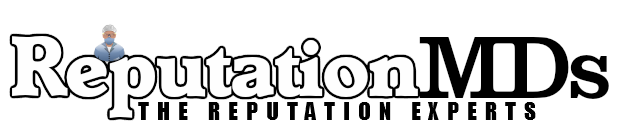 ReputationMDs
THE REPUTATION EXPERTS